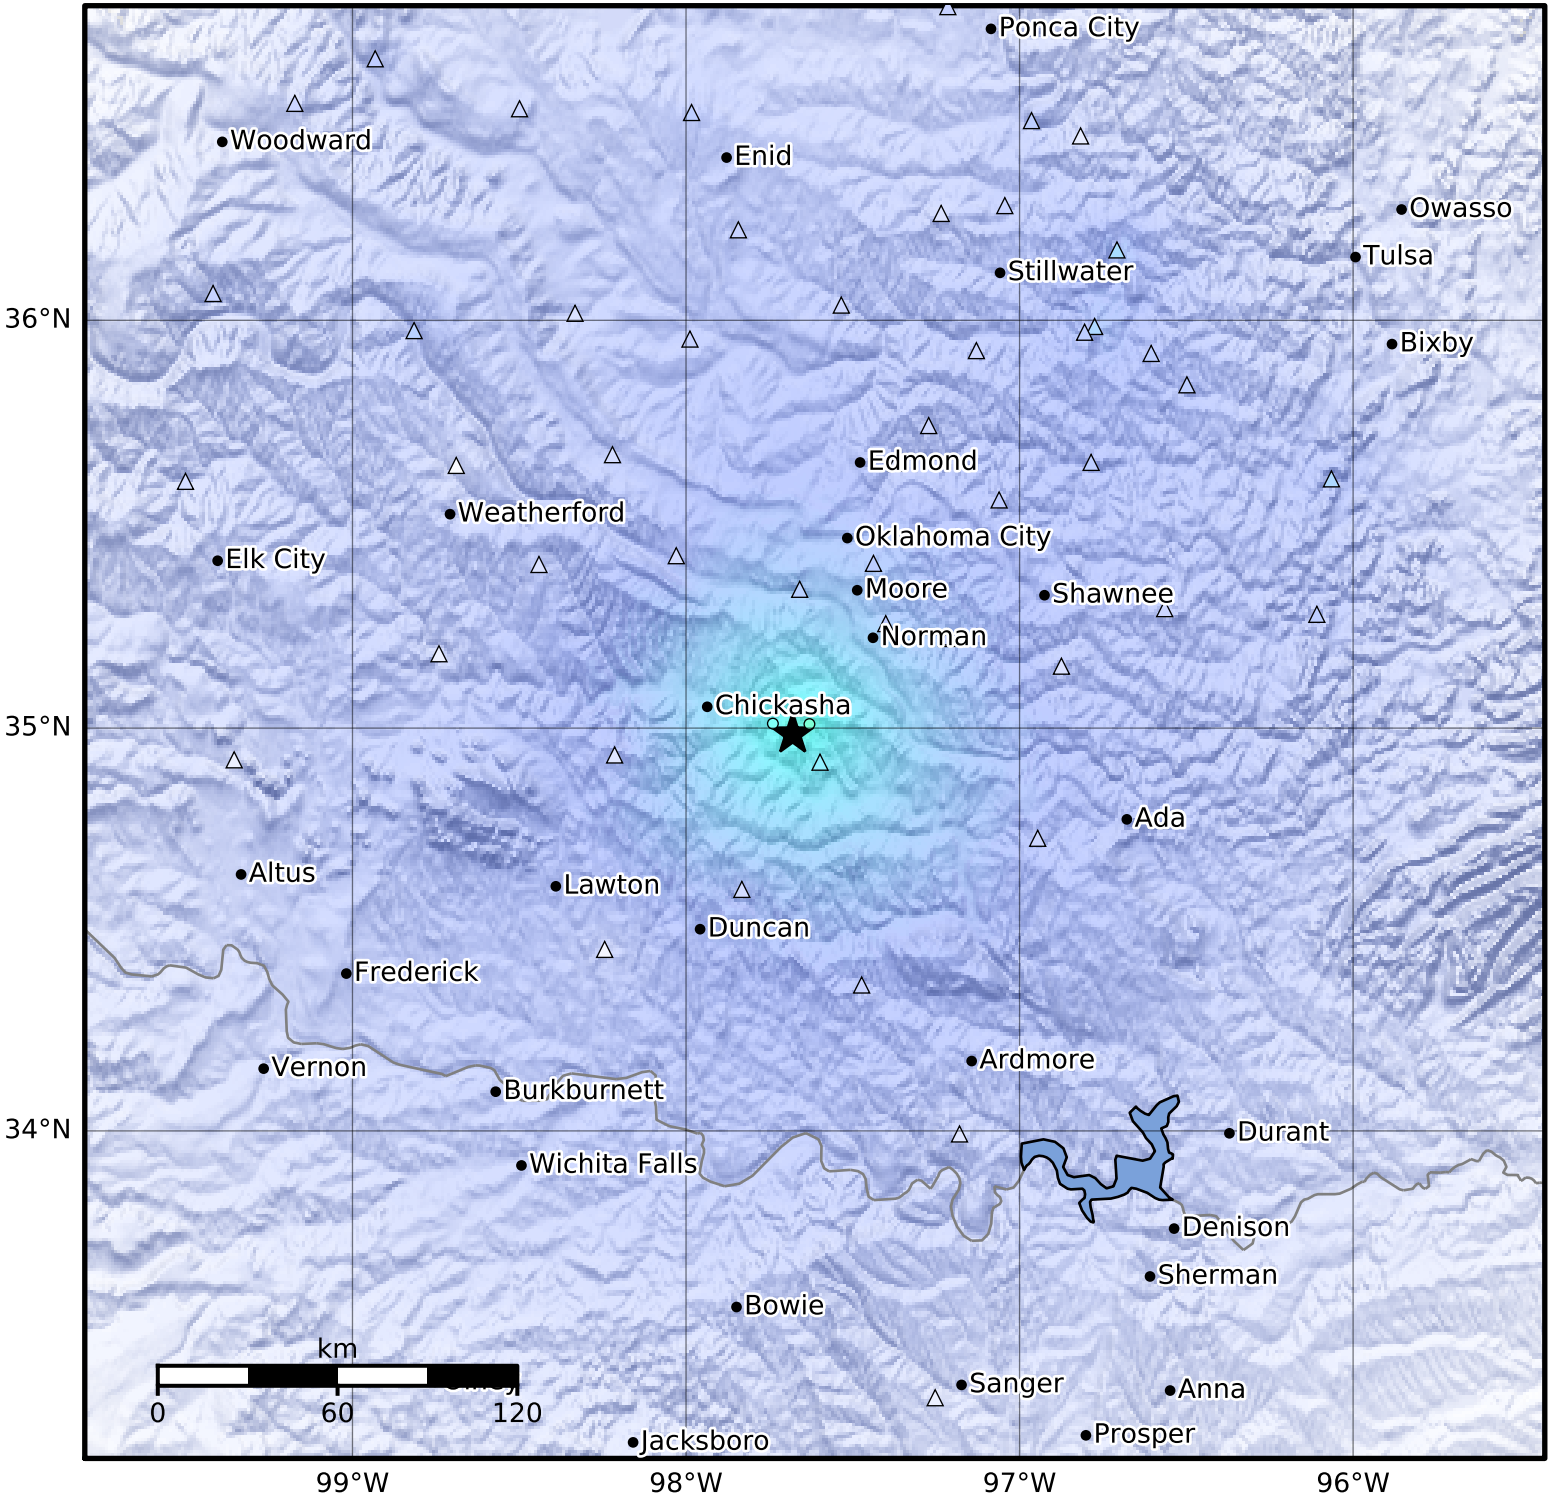 Ponca City
Woodward
Enid
Owasso
Tulsa
Stillwater
36°N
Bixby
Edmond
Weatherford
Oklahoma City
Elk City
Moore
Shawnee
Norman
Chickasha
35°N
Ada
Altus
Lawton
Duncan
Frederick
Ardmore
Vernon
Burkburnett
34°N
Durant
Wichita Falls
Denison
Sherman
Bowie
km
Sanger
Anna
0 60 120
Prosper
Jacksboro
99°W 98°W 97°W 96°W